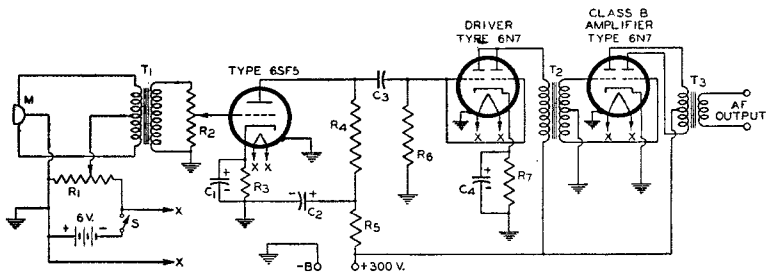 DRIVER
TYPE 6N7
CLASS B
AMPLIFIER
TYPE 6N7
T1
TYPE 6SF5
C3
T2
T3
M
R2
R4
R6
AF
OUTPUT
X X
X X
X X
R1
C1
R3
C2
C4
R7
S
X
R5
6 V.
+ -
- +
+
+
X
-B
+300 V.